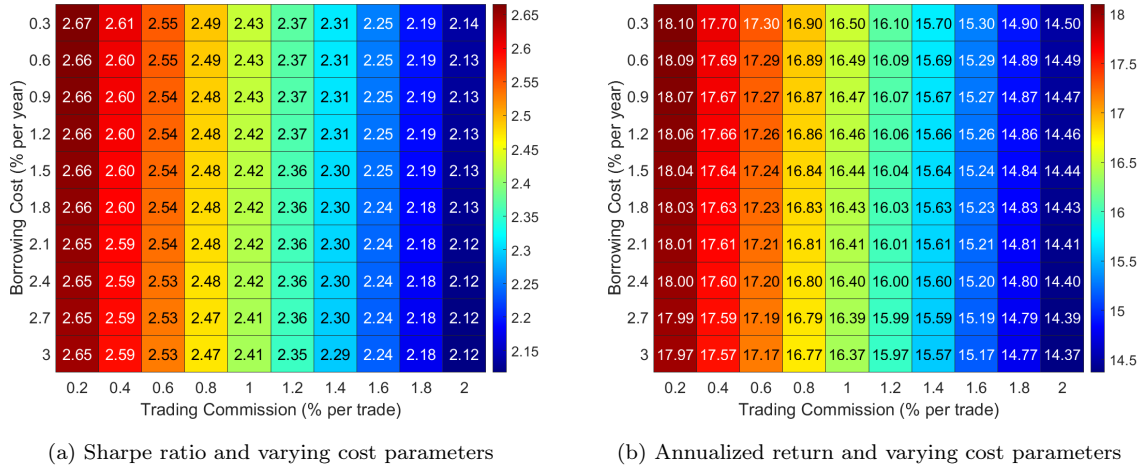 0.3 2.67 2.61 2.55 2.49 2.43 2.37 2.31 2.25 2.19 2.14
0.6 2.66 2.60 2.55 2.49 2.43 2.37 2.31 2.25 2.19 2.13
0.9 2.66 2.60 2.54 2.48 2.43 2.37 2.31 2.25 2.19 2.13
1.2 2.66 2.60 2.54 2.48 2.42 2.37 2.31 2.25 2.19 2.13
1.5 2.66 2.60 2.54 2.48 2.42 2.36 2.30 2.25 2.19 2.13
1.8 2.66 2.60 2.54 2.48 2.42 2.36 2.30 2.24 2.18 2.13
2.1 2.65 2.59 2.54 2.48 2.42 2.36 2.30 2.24 2.18 2.12
2.4 2.65 2.59 2.53 2.48 2.42 2.36 2.30 2.24 2.18 2.12
2.7 2.65 2.59 2.53 2.47 2.41 2.36 2.30 2.24 2.18 2.12
3 2.65 2.59 2.53 2.47 2.41 2.35 2.29 2.24 2.18 2.12
0.2 0.4 0.6 0.8 1 1.2 1.4 1.6 1.8 2
Borrowing Cost (% per year)
Trading Commission (% per trade)
2.65
2.6
2.55
2.5
2.45
2.4
2.35
2.3
2.25
2.2
2.15
(a) Sharpe ratio and varying cost parameters
0.3 18.10 17.70 17.30 16.90 16.50 16.10 15.70 15.30 14.90 14.50
0.6 18.09 17.69 17.29 16.89 16.49 16.09 15.69 15.29 14.89 14.49
0.9 18.07 17.67 17.27 16.87 16.47 16.07 15.67 15.27 14.87 14.47
1.2 18.06 17.66 17.26 16.86 16.46 16.06 15.66 15.26 14.86 14.46
1.5 18.04 17.64 17.24 16.84 16.44 16.04 15.64 15.24 14.84 14.44
1.8 18.03 17.63 17.23 16.83 16.43 16.03 15.63 15.23 14.83 14.43
2.1 18.01 17.61 17.21 16.81 16.41 16.01 15.61 15.21 14.81 14.41
2.4 18.00 17.60 17.20 16.80 16.40 16.00 15.60 15.20 14.80 14.40
2.7 17.99 17.59 17.19 16.79 16.39 15.99 15.59 15.19 14.79 14.39
3 17.97 17.57 17.17 16.77 16.37 15.97 15.57 15.17 14.77 14.37
0.2 0.4 0.6 0.8 1 1.2 1.4 1.6 1.8 2
Borrowing Cost (% per year)
Trading Commission (% per trade)
18
17.5
17
16.5
16
15.5
15
14.5
(b) Annualized return and varying cost parameters